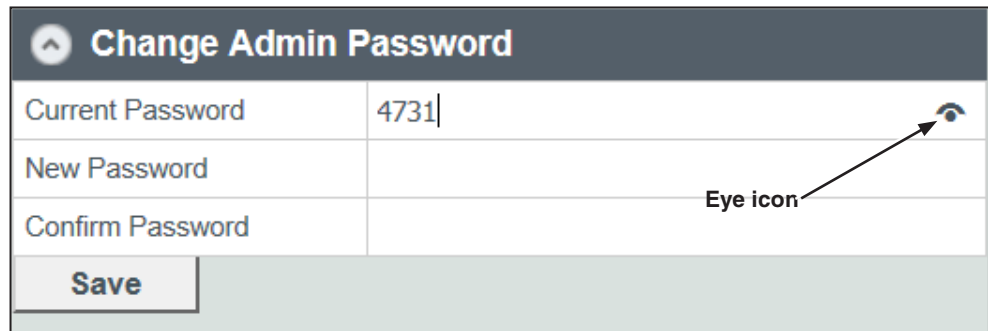 Change Admin Password
Current Password 4731
New Password
Eye icon
Confirm Password
Save